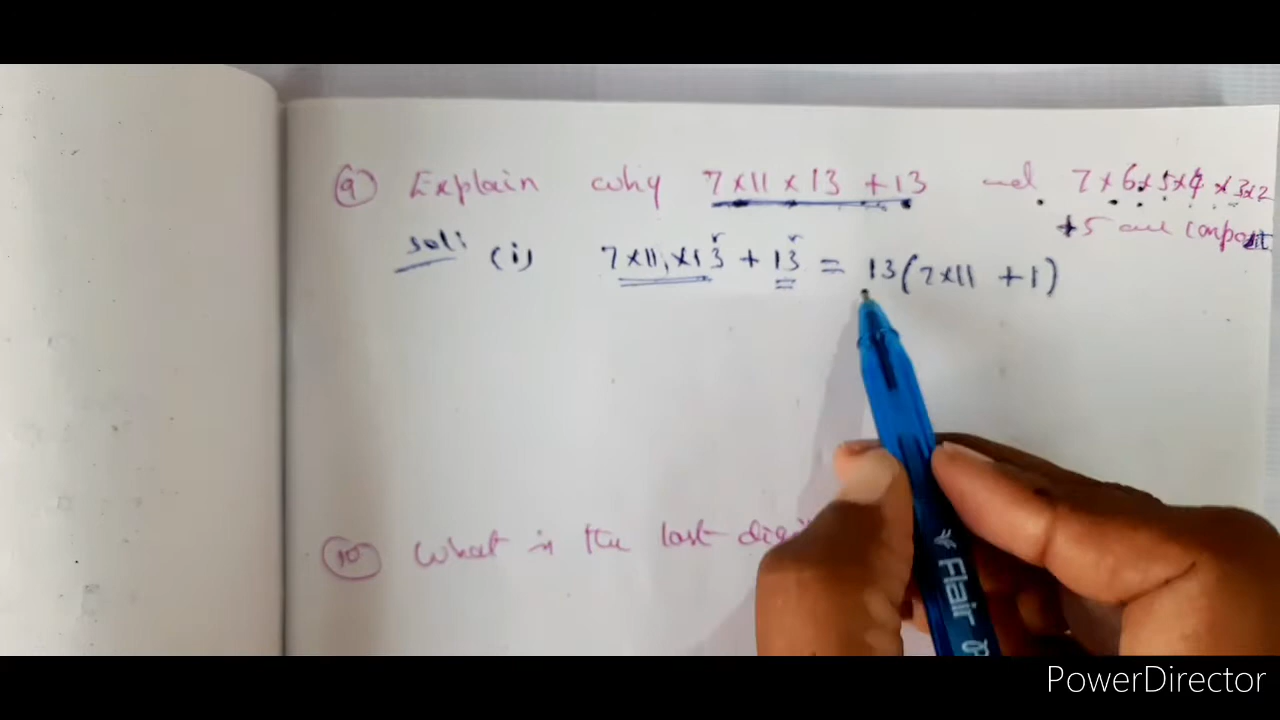 9 Explain why 7×11×13+13 and 7×6×5×4×3×2
+5 are
Sol: (i) 7×11×13 + 13 = 13(7×11 +1)
10 What is the last
Flair
PowerDirector